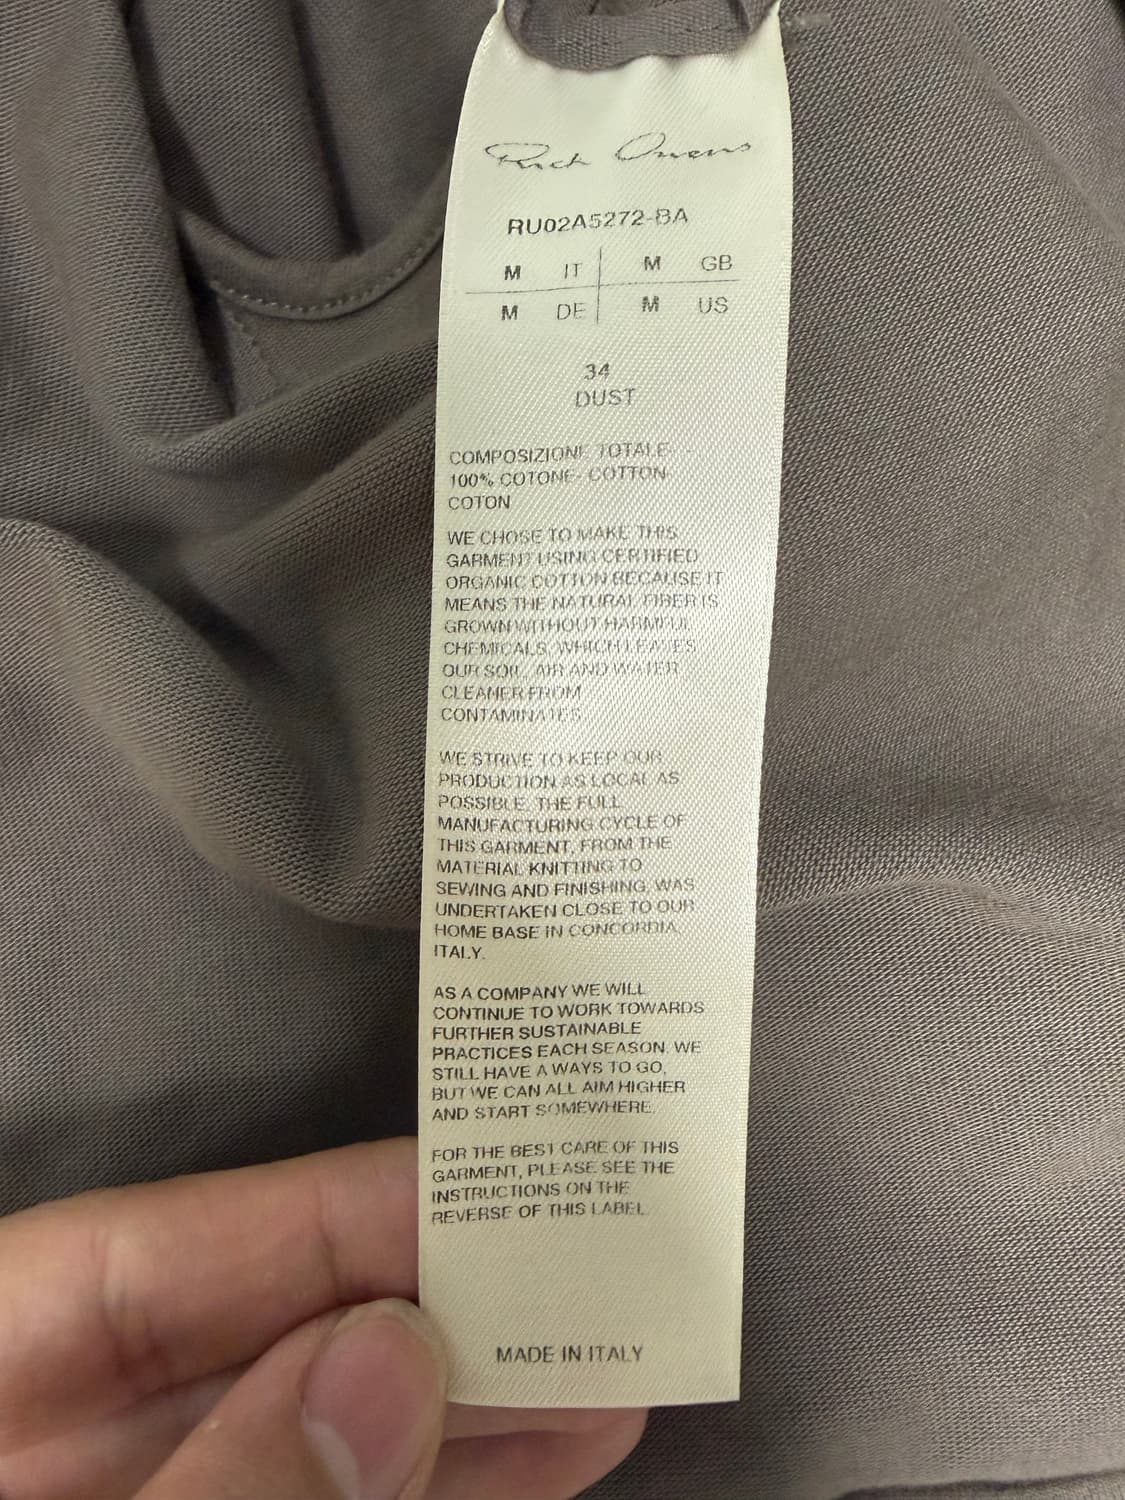 Rick Owens
RU02A5272-BA
M IT M GB
M DE M US
34
DUST
COMPOSIZIONE TOTALE- -
100% COTONE- COTTON-
COTON
WE CHOSE TO MAKE THIS
GARMENT USING CERTIFIED
ORGANIC COTTON BECAUSE IT
MEANS THE NATURAL FIBER IS
GROWN WITHOUT HARMFUL
CHEMICALS, WHICH LEAVES
OUR SOIL, AIR AND WATER
CLEANER FROM
CONTAMINATES.
WE STRIVE TO KEEP OUR
PRODUCTION AS LOCAL AS
POSSIBLE. THE FULL
MANUFACTURING CYCLE OF
THIS GARMENT, FROM THE
MATERIAL KNITTING TO
SEWING AND FINISHING, WAS
UNDERTAKEN CLOSE TO OUR
HOME BASE IN CONCORDIA,
ITALY.
AS A COMPANY WE WILL
CONTINUE TO WORK TOWARDS
FURTHER SUSTAINABLE
PRACTICES EACH SEASON. WE
STILL HAVE A WAYS TO GO,
BUT WE CAN ALL AIM HIGHER
AND START SOMEWHERE.
FOR THE BEST CARE OF THIS
GARMENT, PLEASE SEE THE
INSTRUCTIONS ON THE
REVERSE OF THIS LABEL.
MADE IN ITALY